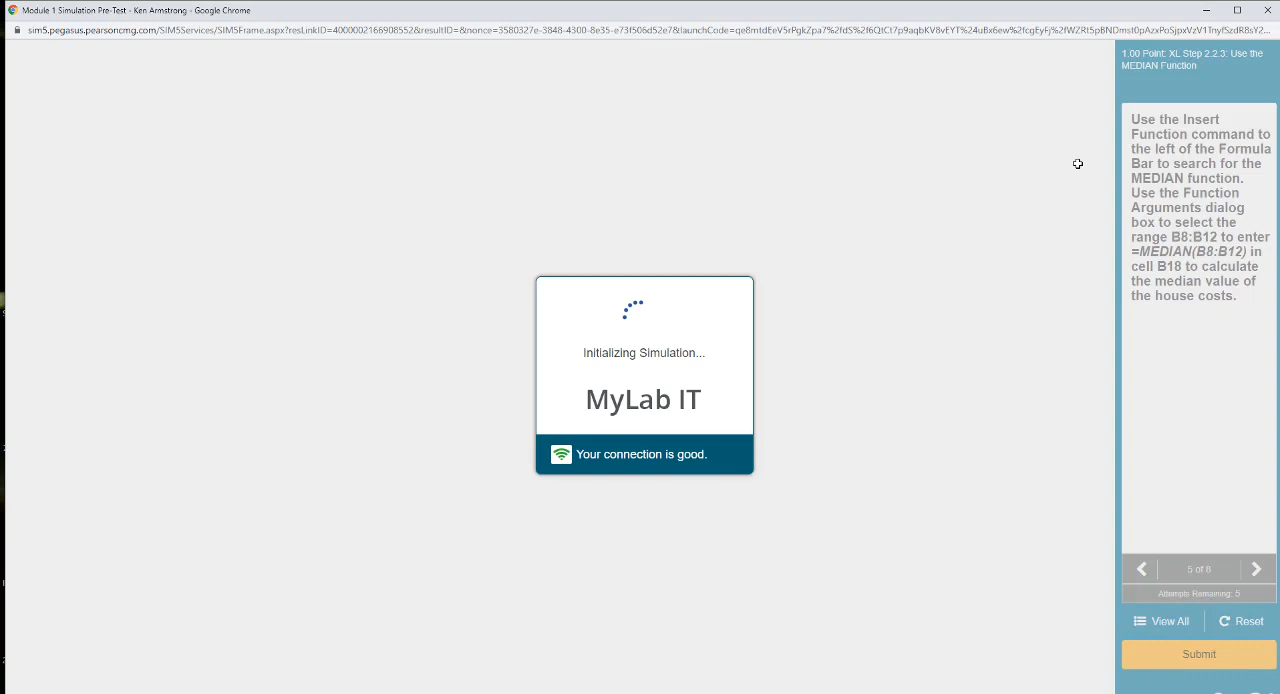 Module 1 Simulation Pre-Test - Ken Armstrong - Google Chrome
1.00 Point: XL Step 2.2.3: Use the
MEDIAN Function
Use the Insert
Function command to
the left of the Formula
Bar to search for the
MEDIAN function.
Use the Function
Arguments dialog
box to select the
range B8:B12 to enter
=MEDIAN(B8:B12) in
cell B18 to calculate
the median value of
the house costs.
Initializing Simulation...
MyLab IT
Your connection is good.
5 of 8
Attempts Remaining: 5
View All
Reset
Submit